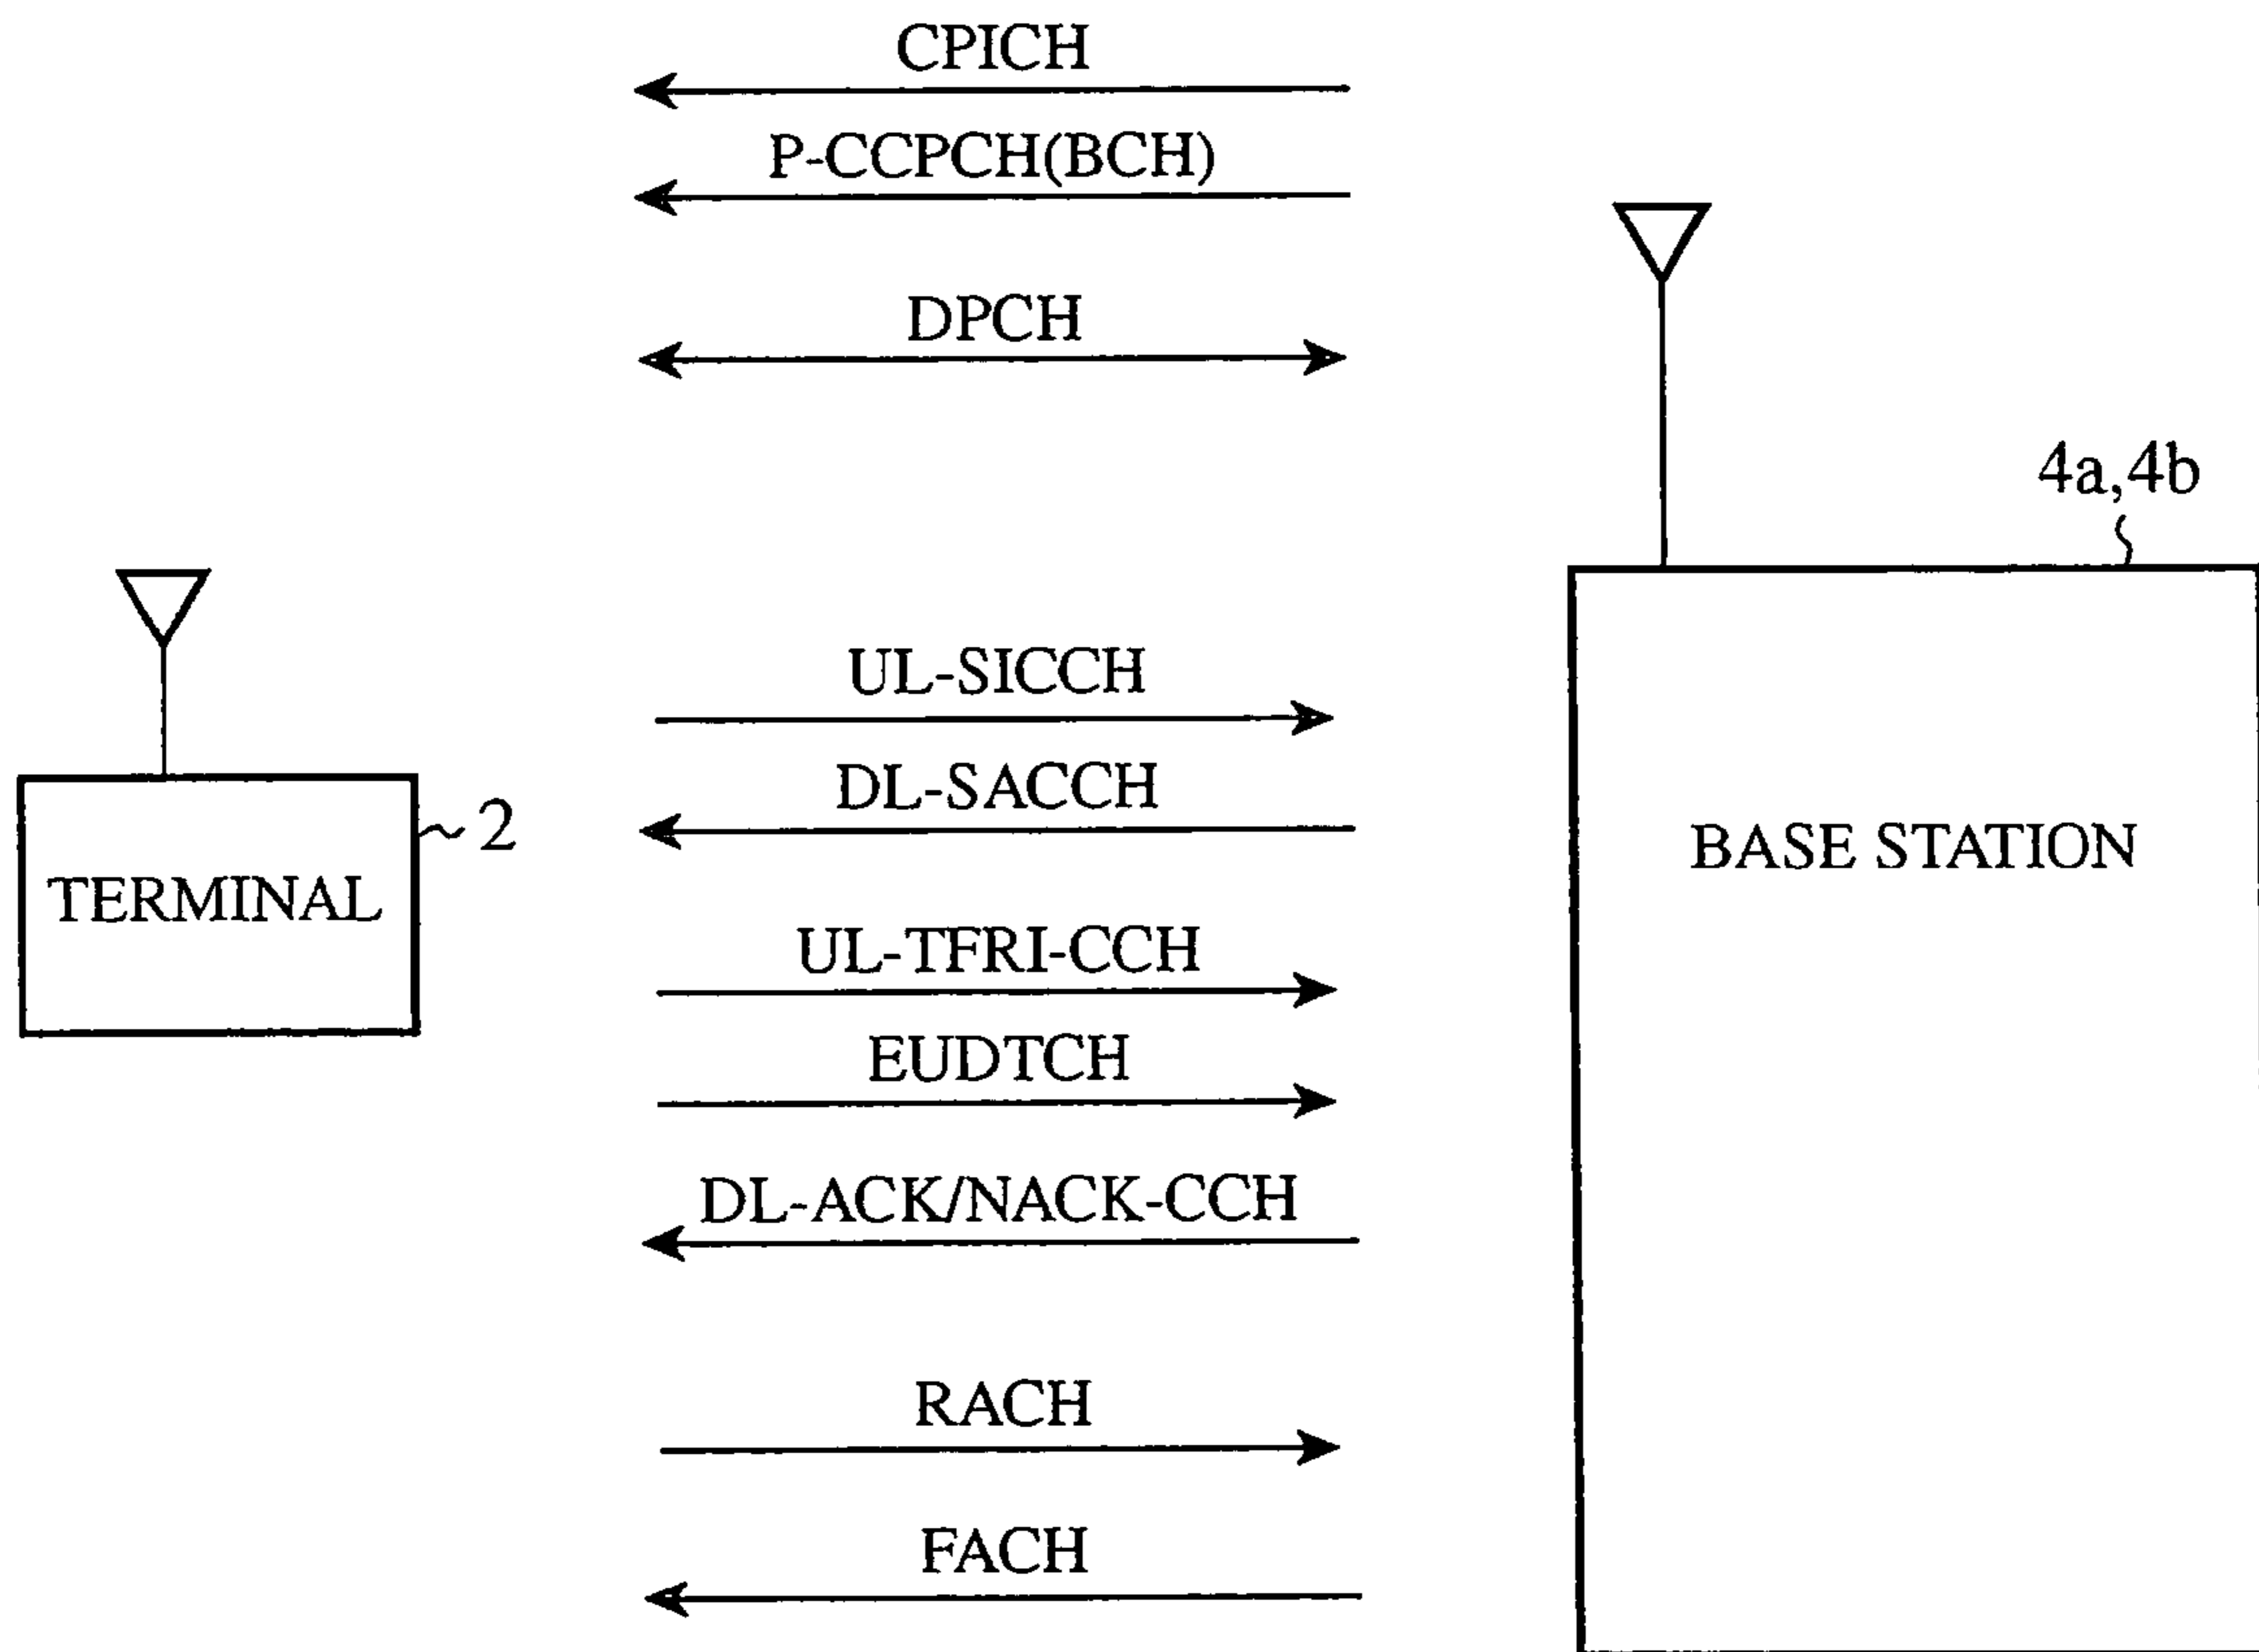 CPICH
P-CCPCH(BCH)
DPCH
4a,4b
UL-SICCH
DL-SACCH
2
TERMINAL
BASE STATION
UL-TFRI-CCH
EUDTCH
DL-ACK/NACK-CCH
RACH
FACH